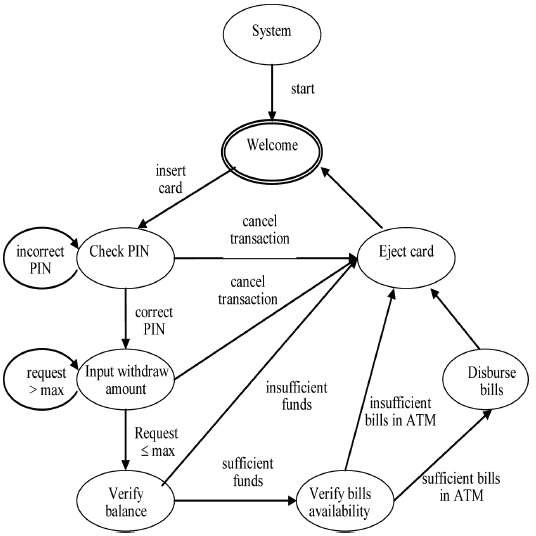 System
start
Welcome
insert
card
cancel
transaction
incorrect
PIN
Check PIN
Eject card
cancel
transaction
correct
PIN
request
> max
Input withdraw
amount
Disburse
bills
insufficient
funds
insufficient
bills in ATM
Request
≤ max
sufficient
funds
sufficient bills
in ATM
Verify
balance
Verify bills
availability